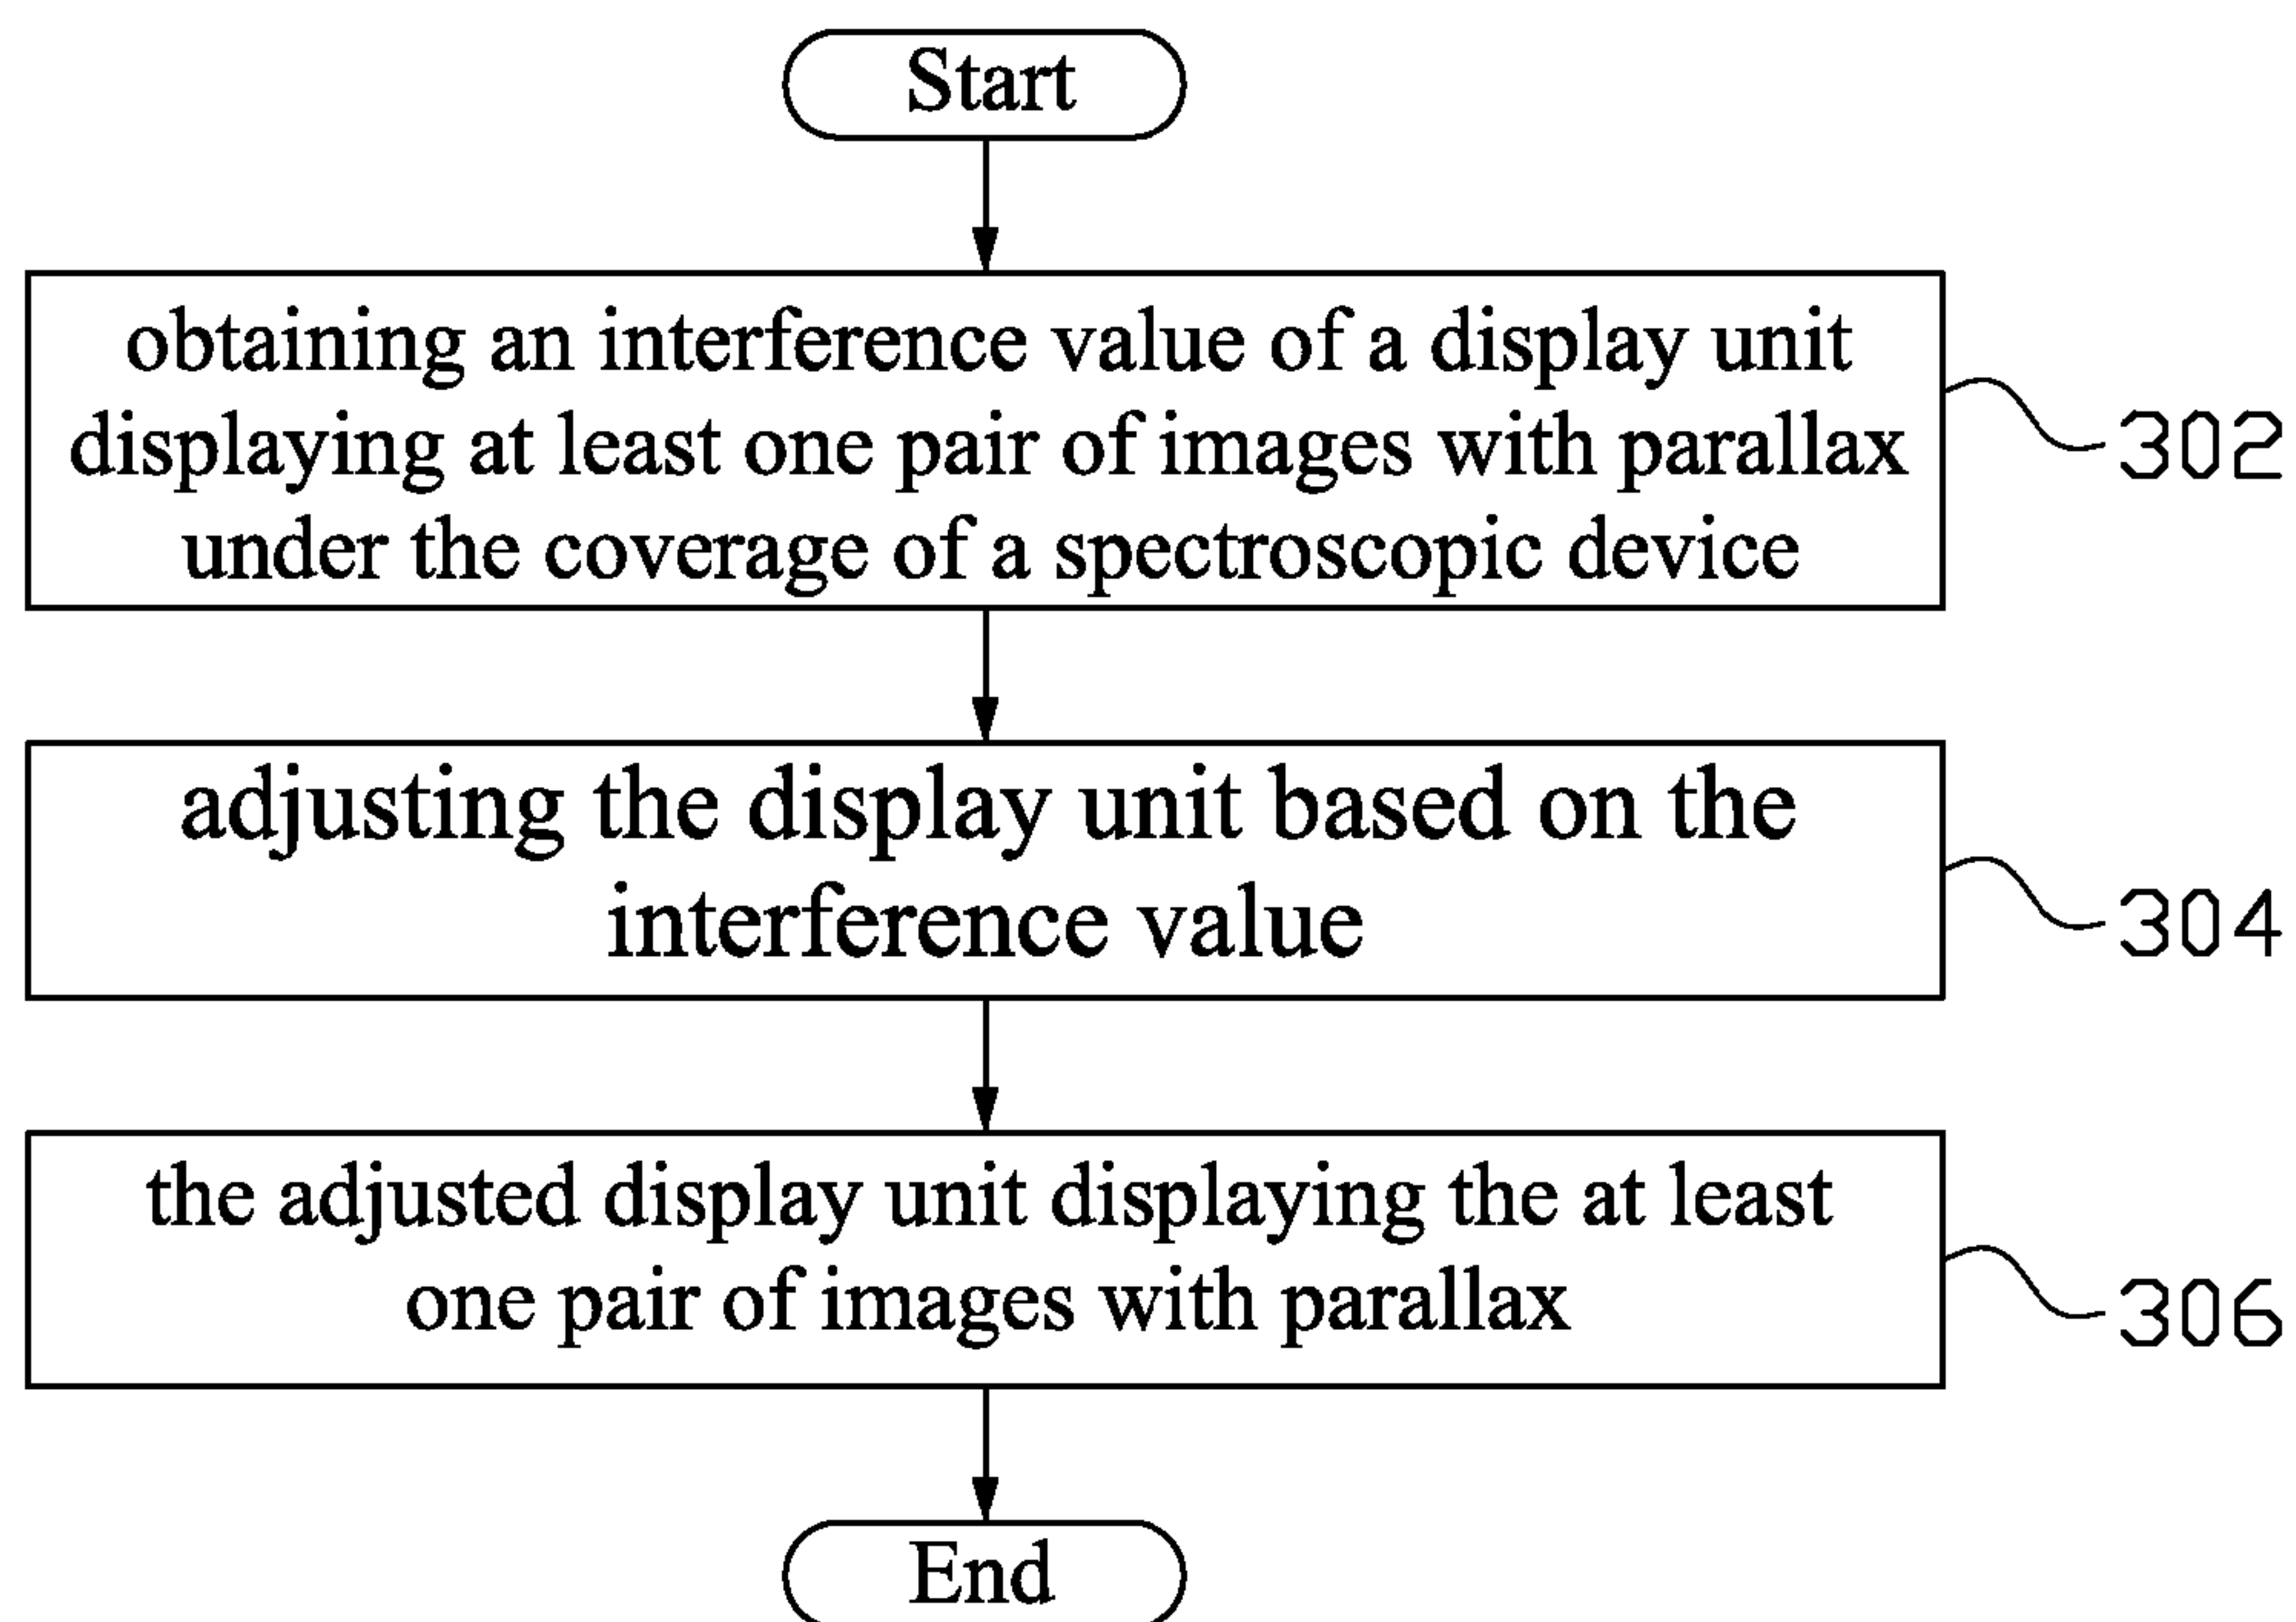 Start
obtaining an interference value of a display unit
displaying at least one pair of images with parallax
under the coverage of a spectroscopic device
302
adjusting the display unit based on the
interference value
304
the adjusted display unit displaying the at least
one pair of images with parallax
306
End